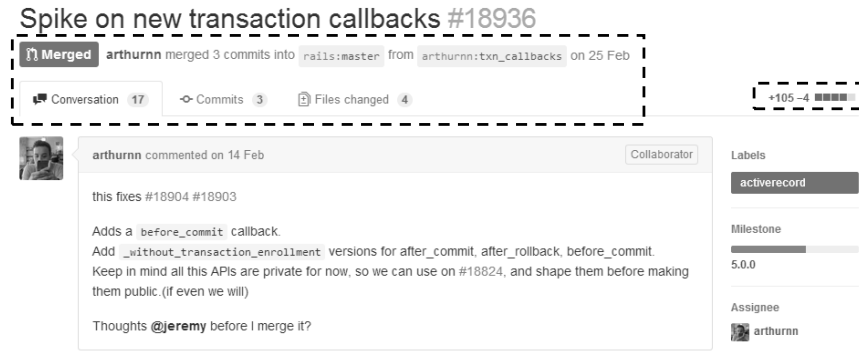 Spike on new transaction callbacks #18936
Merged arthurnn merged 3 commits into rails:master from arthurnn:txn_callbacks on 25 Feb
Conversation 17 Commits 3 Files changed 4
+105 −4
arthurnn commented on 14 Feb
Collaborator
this fixes #18904 #18903
Adds a before_commit callback.
Add _without_transaction_enrollment versions for after_commit, after_rollback, before_commit.
Keep in mind all this APIs are private for now, so we can use on #18824, and shape them before making
them public.(if even we will)
Thoughts @jeremy before I merge it?
Labels
activerecord
Milestone
5.0.0
Assignee
arthurnn